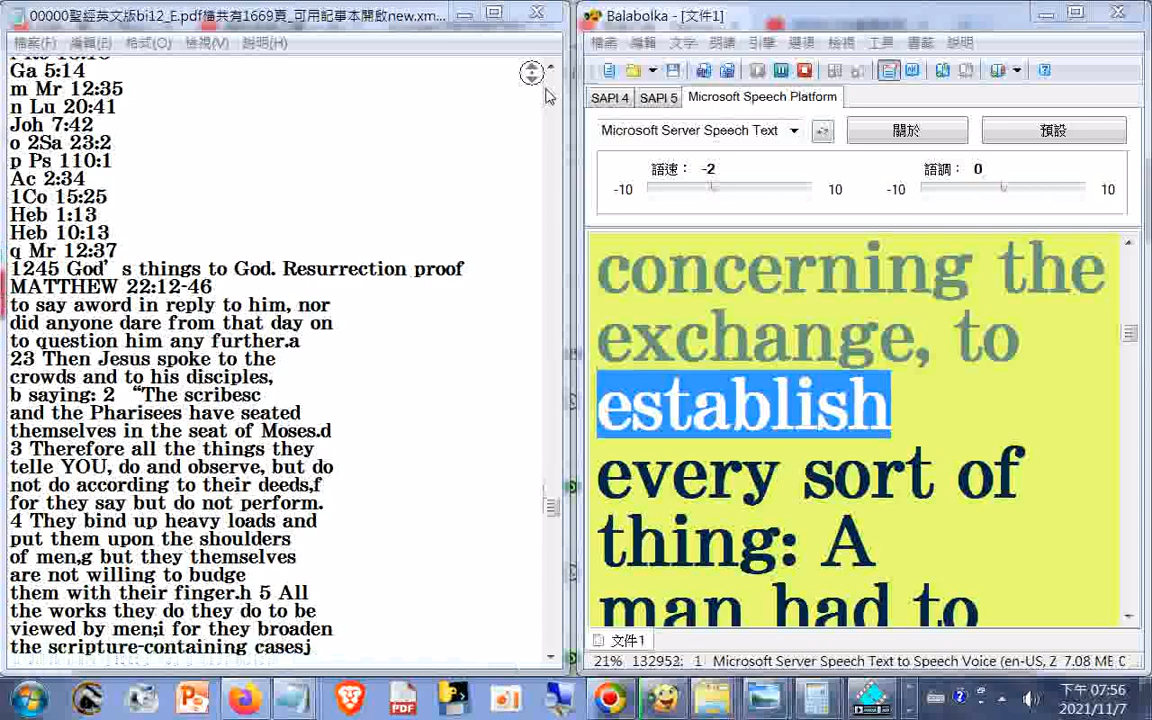 00000聖經英文版bi12_E.pdf檔共有1669頁_可用記事本開啟new.xm...
檔案(F) 編輯(E) 格式(O) 檢視(V) 說明(H)
Ga 5:14
m Mr 12:35
n Lu 20:41
Joh 7:42
o 2Sa 23:2
p Ps 110:1
Ac 2:34
1Co 15:25
Heb 1:13
Heb 10:13
q Mr 12:37
1245 God’s things to God. Resurrection proof
MATTHEW 22:12-46
to say aword in reply to him, nor
did anyone dare from that day on
to question him any further.a
23 Then Jesus spoke to the
crowds and to his disciples,
b saying: 2 “The scribesc
and the Pharisees have seated
themselves in the seat of Moses.d
3 Therefore all the things they
telle YOU, do and observe, but do
not do according to their deeds,f
for they say but do not perform.
4 They bind up heavy loads and
put them upon the shoulders
of men,g but they themselves
are not willing to budge
them with their finger.h 5 All
the works they do they do to be
viewed by men;i for they broaden
the scripture-containing casesj
Balabolka - [文件1]
檔案 編輯 文字 朗讀 引擎 選項 檢視 工具 書籤 說明
SAPI 4 SAPI 5 Microsoft Speech Platform
Microsoft Server Speech Text 關於 預設
語速： -2 語調： 0
-10 10 -10 10
concerning the
exchange, to
establish
every sort of
thing: A
man had to
文件1
21% 132952: 1 Microsoft Server Speech Text to Speech Voice (en-US, Z 7.08 MB
下午 07:56
2021/11/7